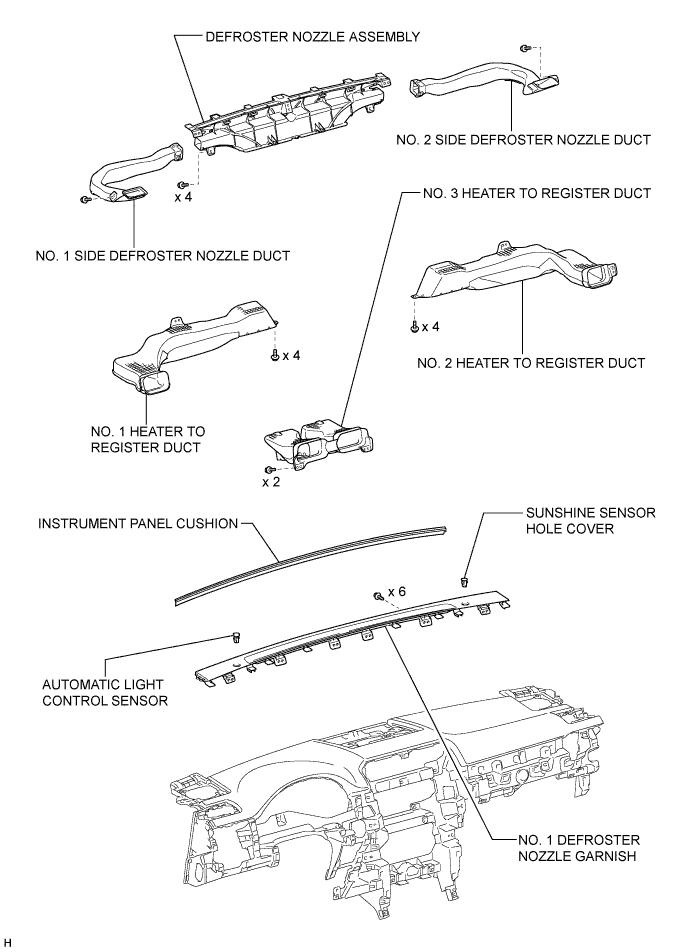 DEFROSTER NOZZLE ASSEMBLY
NO. 2 SIDE DEFROSTER NOZZLE DUCT
x 4
NO. 3 HEATER TO REGISTER DUCT
NO. 1 SIDE DEFROSTER NOZZLE DUCT
x 4
x 4
NO. 2 HEATER TO REGISTER DUCT
NO. 1 HEATER TO
REGISTER DUCT
x 2
INSTRUMENT PANEL CUSHION
SUNSHINE SENSOR
HOLE COVER
x 6
AUTOMATIC LIGHT
CONTROL SENSOR
NO. 1 DEFROSTER
NOZZLE GARNISH
H